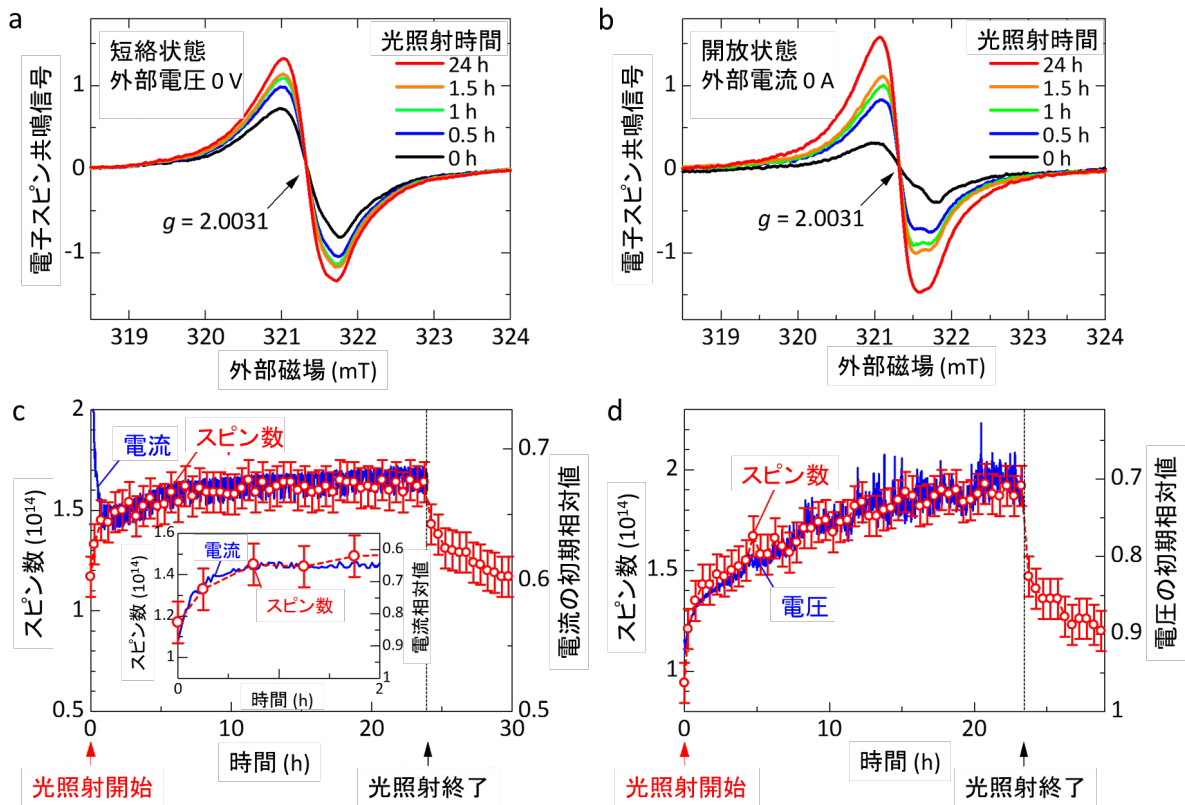 a
短絡状態
外部電圧 0 V
光照射時間
24 h
1.5 h
1 h
0.5 h
0 h
g = 2.0031
電子スピン共鳴信号
1
0
-1
319
320
321
322
323
324
外部磁場 (mT)
b
開放状態
外部電流 0 A
光照射時間
24 h
1.5 h
1 h
0.5 h
0 h
g = 2.0031
電子スピン共鳴信号
1
0
-1
319
320
321
322
323
324
外部磁場 (mT)
c
電流
スピン数
スピン数 (10¹⁴)
2
1.5
1
0.5
0.7
0.6
0.5
電流の初期相対値
0
10
20
30
時間 (h)
光照射開始
光照射終了
電流
スピン数
スピン数 (10¹⁴)
1.6
1.4
1.2
1
0.6
0.7
0.8
0.9
1
電流相対値
0
2
時間 (h)
d
スピン数
電圧
スピン数 (10¹⁴)
2
1.5
1
0.7
0.8
0.9
1
電圧の初期相対値
0
10
20
時間 (h)
光照射開始
光照射終了